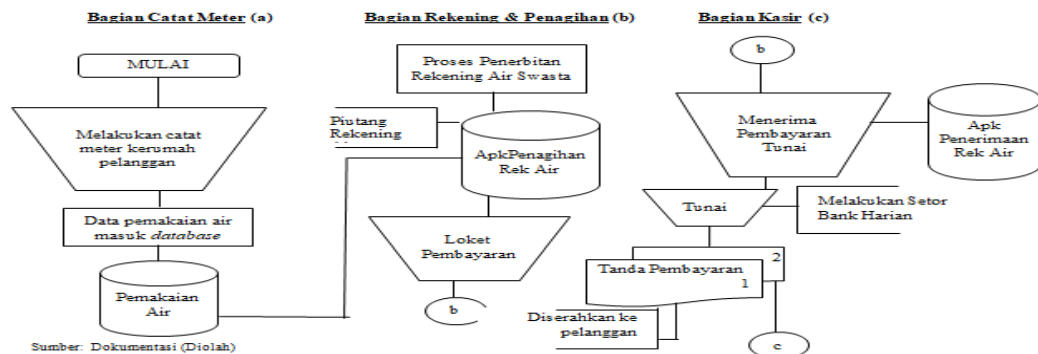 Bagian Catat Meter (a)
MULAI
Melakukan catat
meter kerumah
pelanggan
Data pemakaian air
masuk database
Pemakaian
Air
Sumber: Dokumentasi (Diolah)
Bagian Rekening & Penagihan (b)
Proses Penerbitan
Rekening Air Swasta
Piutang
Rekening
ApkPenagihan
Rek Air
Loket
Pembayaran
b
Bagian Kasir (c)
b
Menerima
Pembayaran
Tunai
Apk
Penerimaan
Rek Air
Tunai
Melakukan Setor
Bank Harian
2
Tanda Pembayaran
1
Diserahkan ke
pelanggan
c